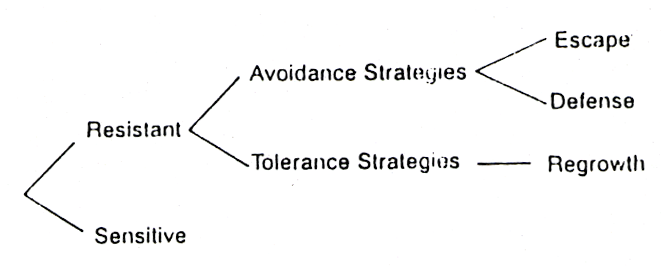 Escape
Avoidance Strategies
Defense
Resistant
Tolerance Strategies
Regrowth
Sensitive